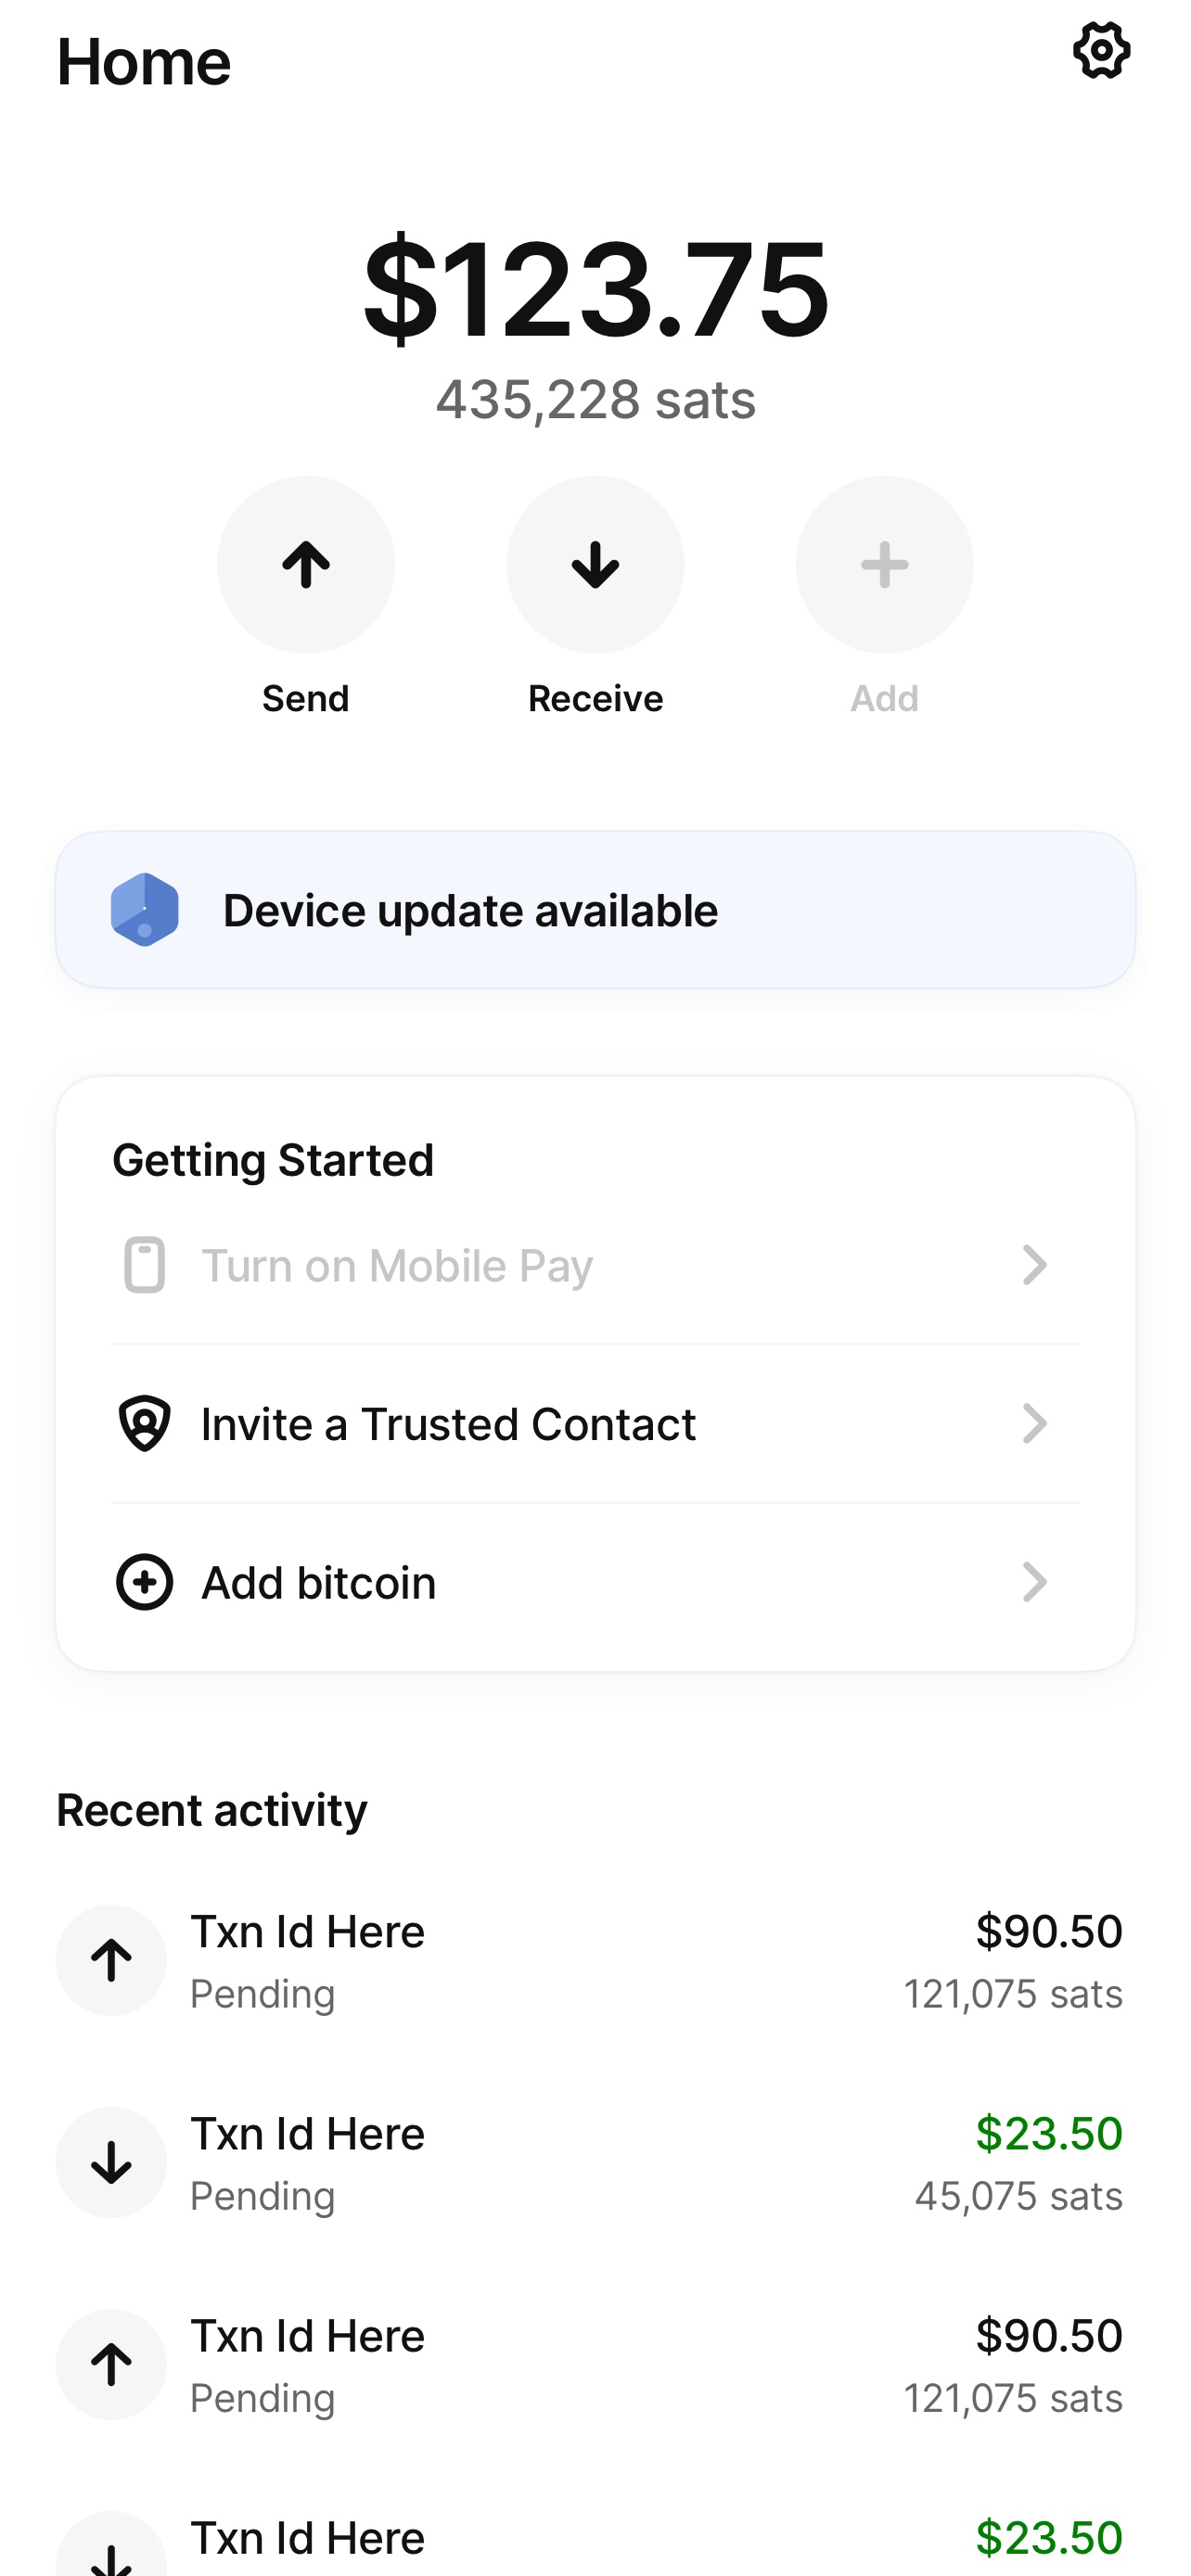 Home
$123.75
435,228 sats
Send Receive Add
Device update available
Getting Started
Turn on Mobile Pay
Invite a Trusted Contact
Add bitcoin
Recent activity
Txn Id Here $90.50
Pending 121,075 sats
Txn Id Here $23.50
Pending 45,075 sats
Txn Id Here $90.50
Pending 121,075 sats
Txn Id Here $23.50